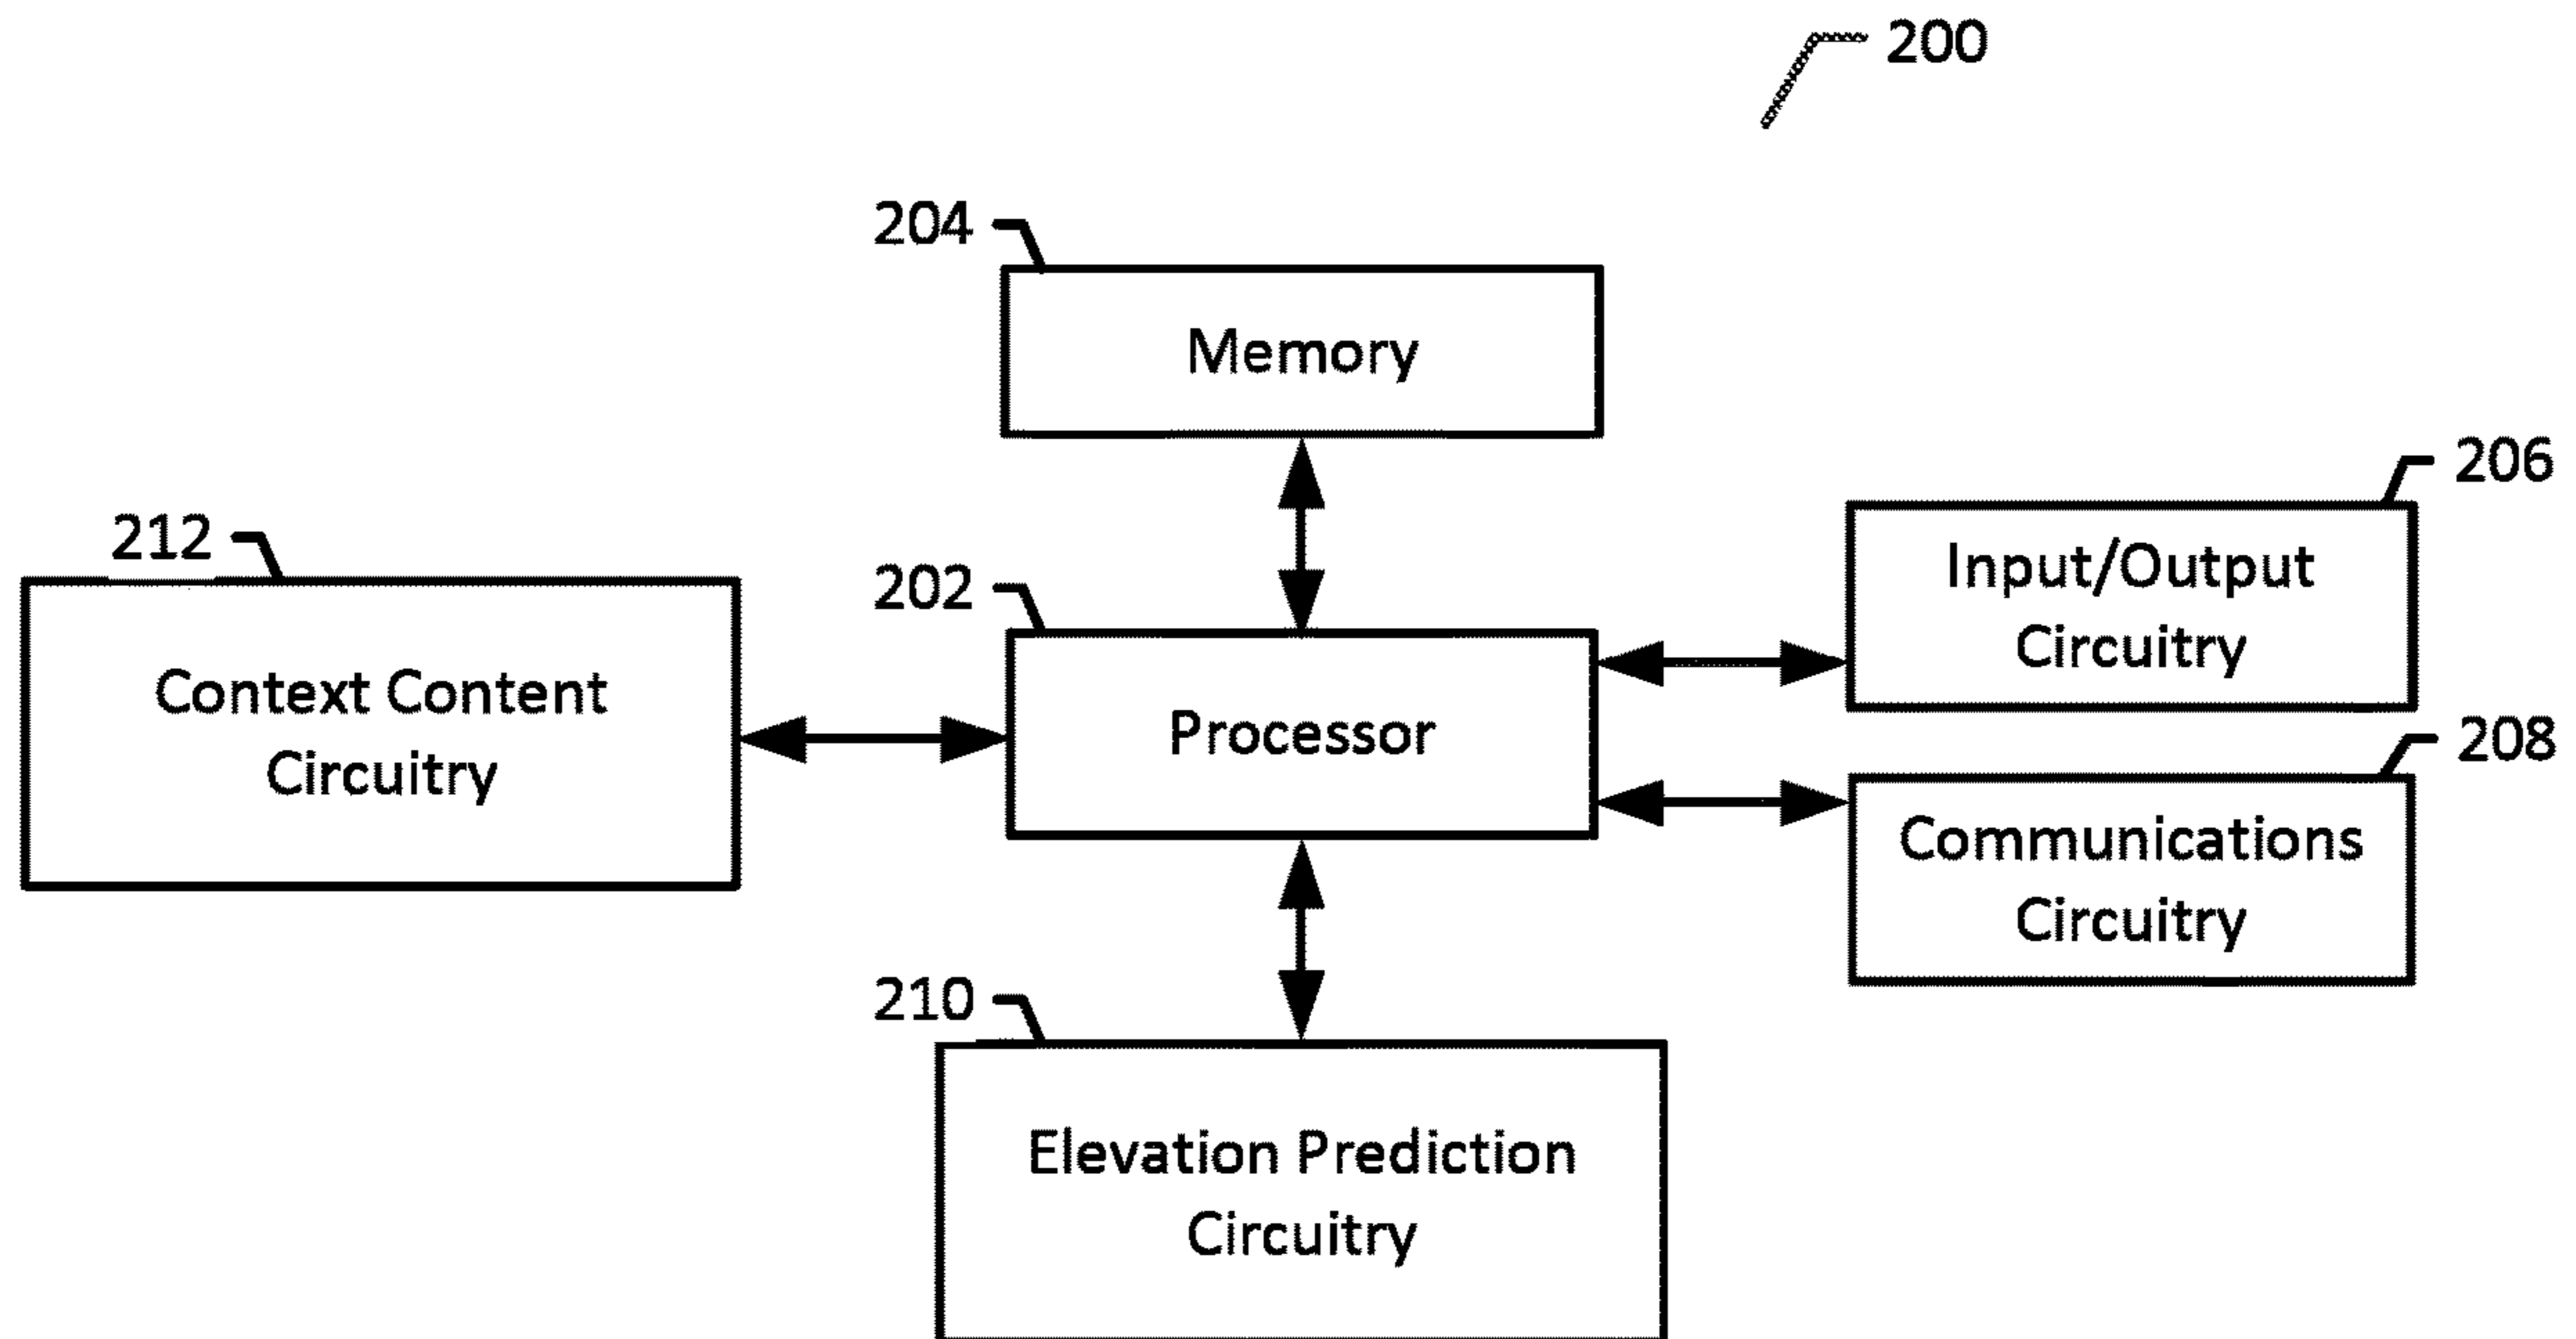 200
204
Memory
206
Input/Output
Circuitry
212
Context Content
Circuitry
202
Processor
208
Communications
Circuitry
210
Elevation Prediction
Circuitry